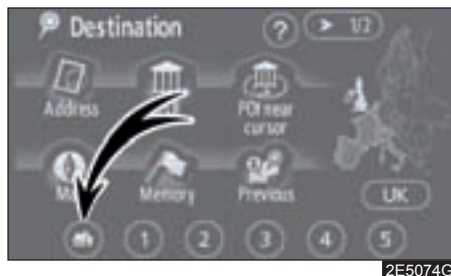 Destination ? > 1/2
Address POI near
cursor
Memory Previous UK
1 2 3 4 5
2E5074G